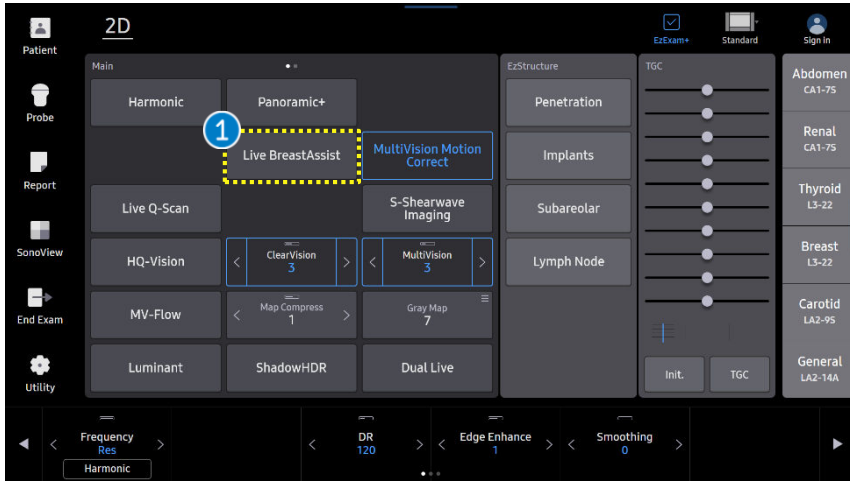 2D
Patient
Probe
Report
SonoView
End Exam
Utility
EzExam+
Standard
Sign in
Main
Harmonic
Panoramic+
1
Live BreastAssist
MultiVision Motion
Correct
Live Q-Scan
S-Shearwave
Imaging
HQ-Vision
< ClearVision >
3
< MultiVision >
3
MV-Flow
< Map Compress >
1
Gray Map
7
Luminant
ShadowHDR
Dual Live
EzStructure
Penetration
Implants
Subareolar
Lymph Node
TGC
Init.
TGC
Abdomen
CA1-7S
Renal
CA1-7S
Thyroid
L3-22
Breast
L3-22
Carotid
LA2-9S
General
LA2-14A
< Frequency >
Res
Harmonic
< DR >
120
< Edge Enhance >
1
< Smoothing >
0